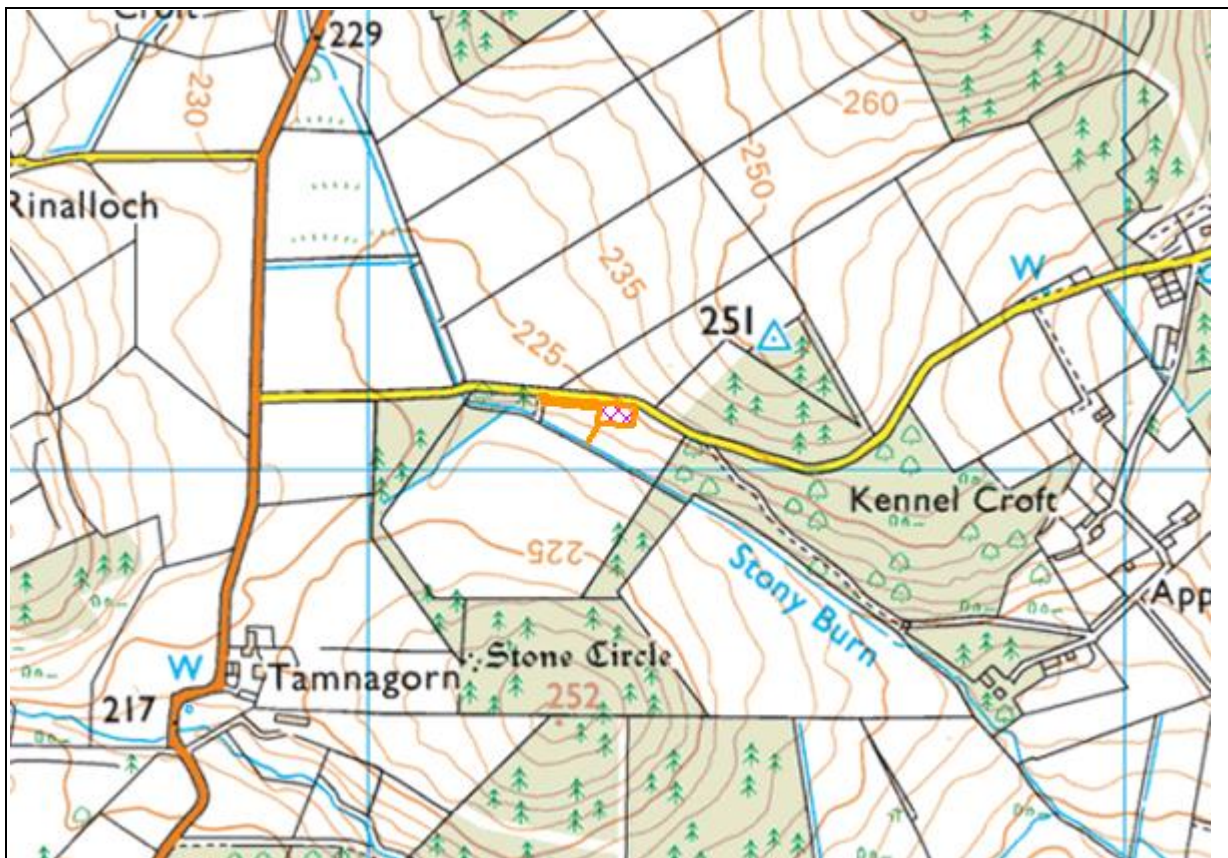 Croft
229
230
260
250
Rinalloch
235
W
251
225
Kennel Croft
225
Stony Burn
App
Stone Circle
W
Tamnagorn
252
217